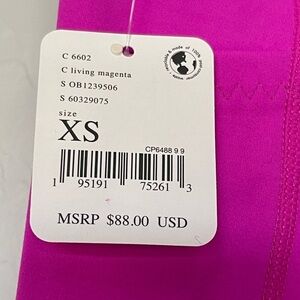 C 6602
C living magenta
S OB1239506
S 60329075
size
XS
CP6488 9 9
1 95191 75261 3
MSRP $88.00 USD